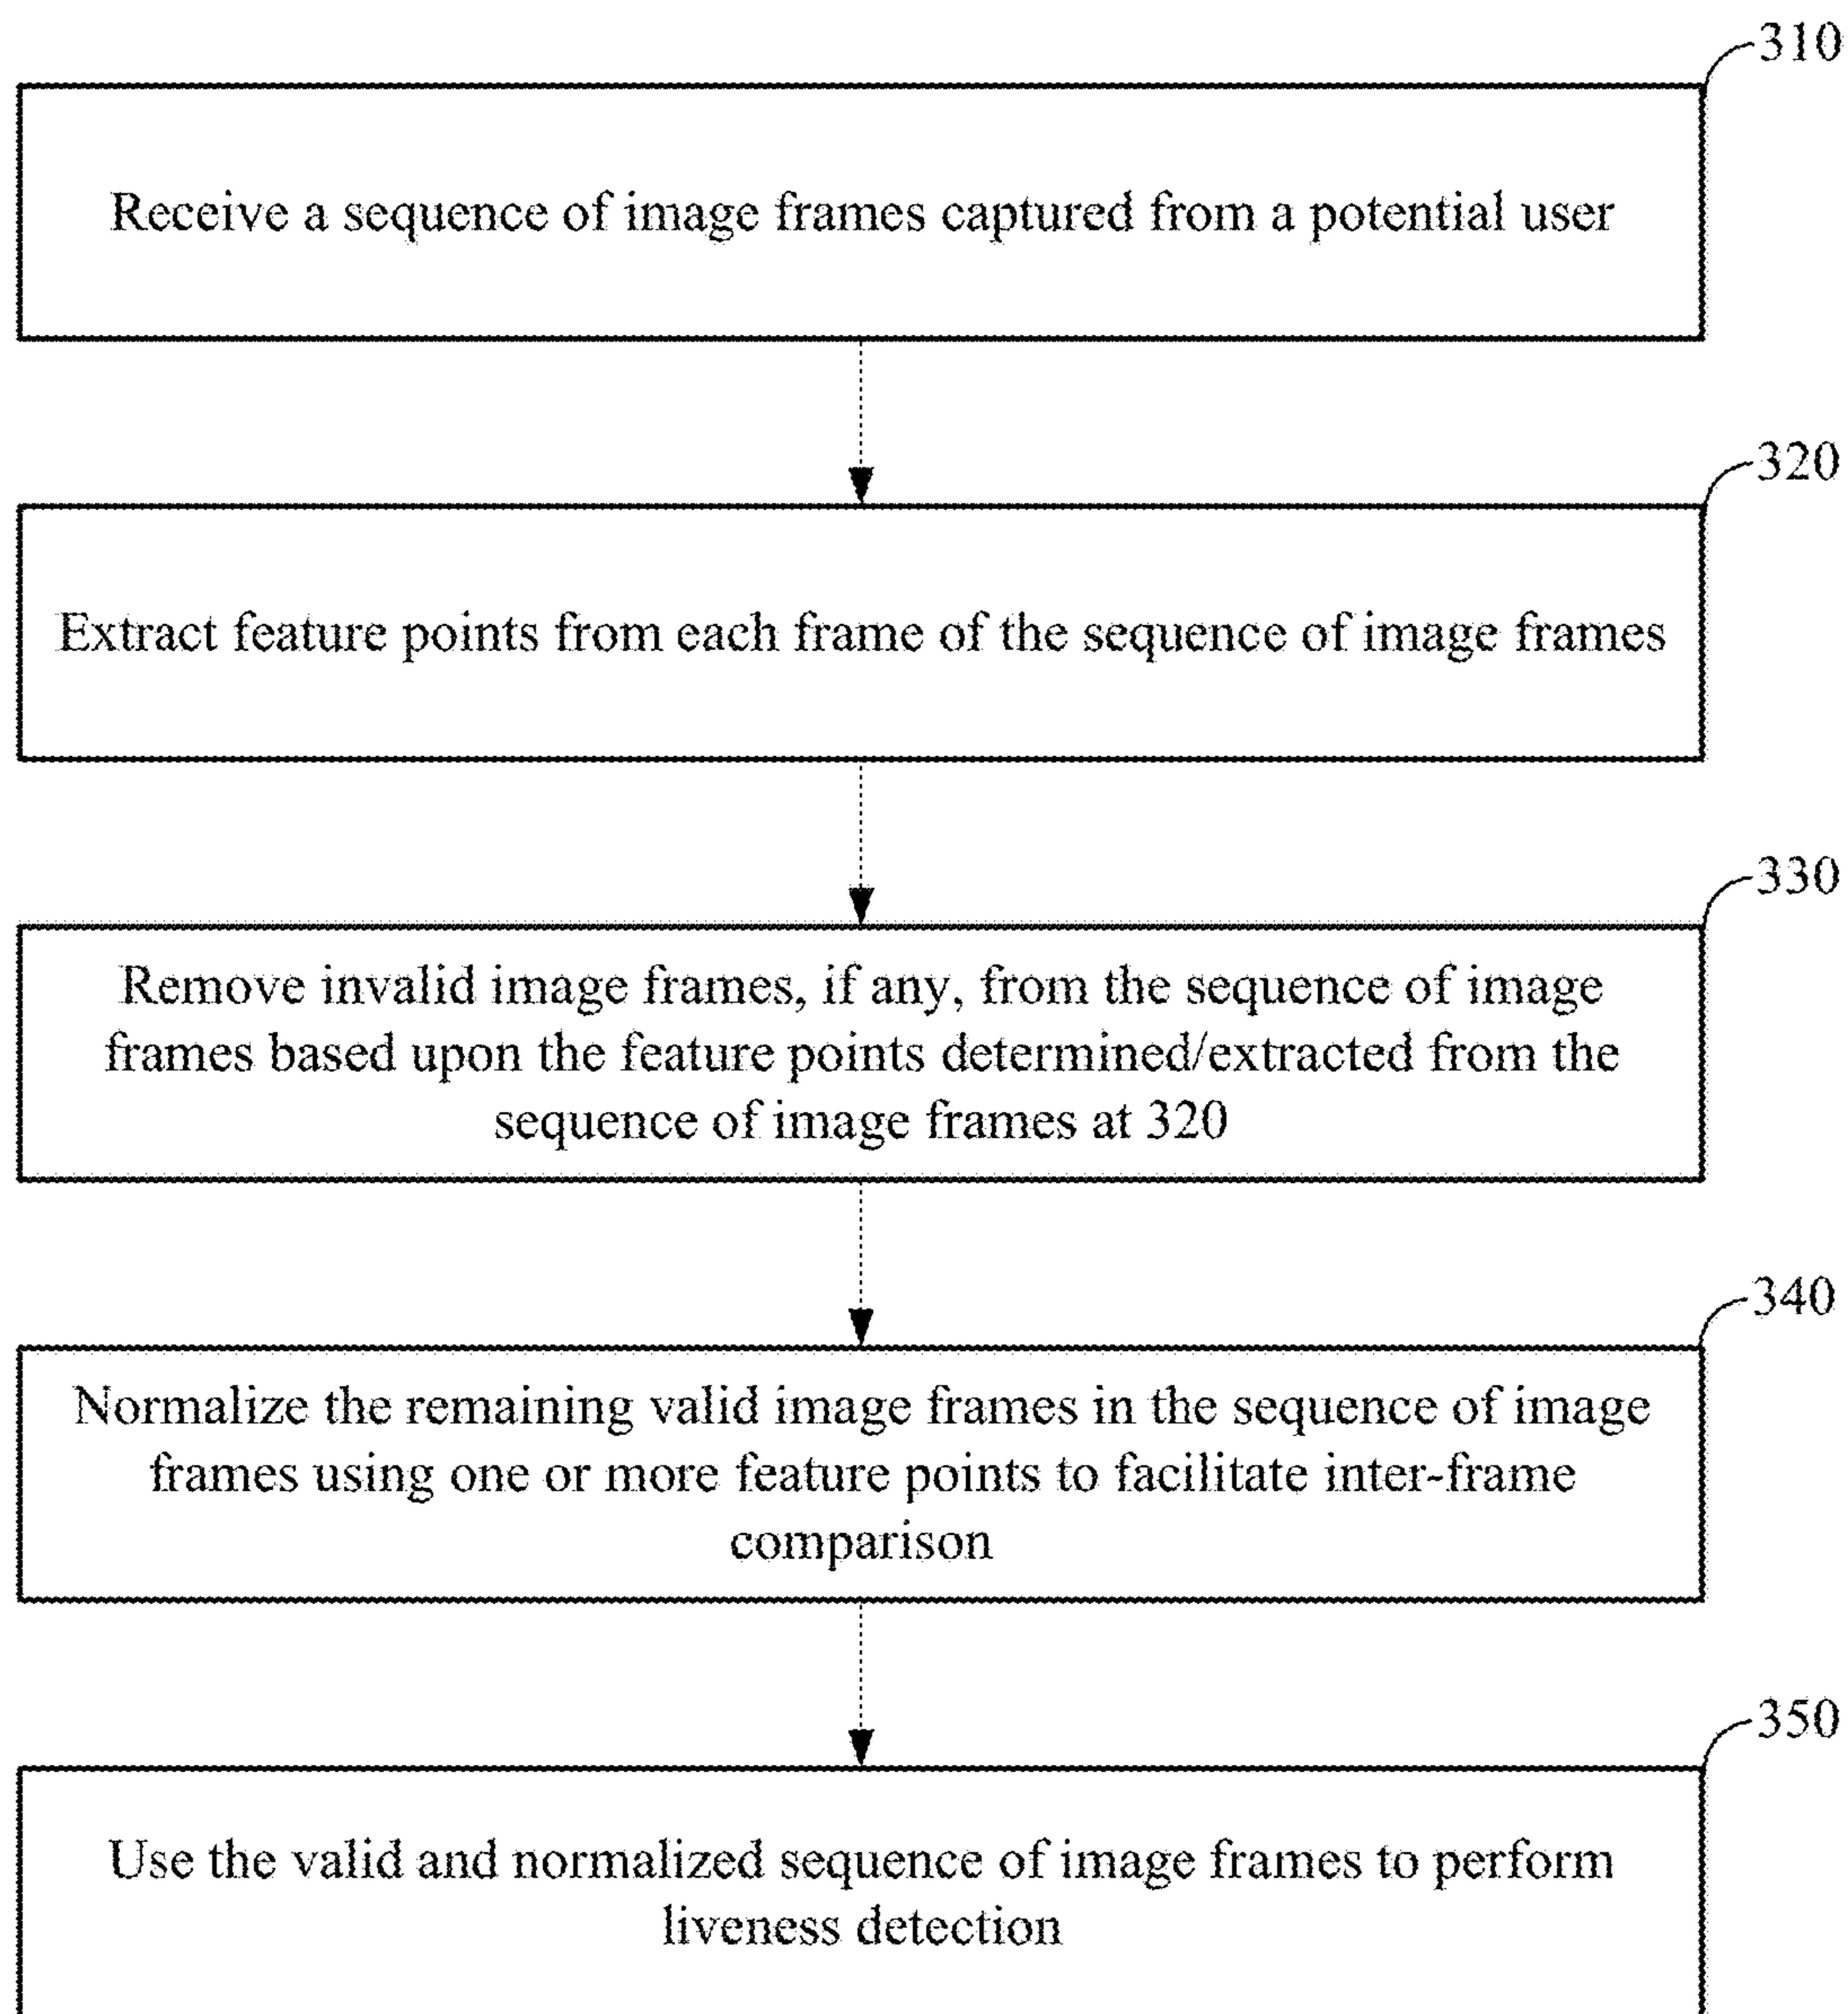 310
Receive a sequence of image frames captured from a potential user
320
Extract feature points from each frame of the sequence of image frames
330
Remove invalid image frames, if any, from the sequence of image
frames based upon the feature points determined/extracted from the
sequence of image frames at 320
340
Normalize the remaining valid image frames in the sequence of image
frames using one or more feature points to facilitate inter-frame
comparison
350
Use the valid and normalized sequence of image frames to perform
liveness detection